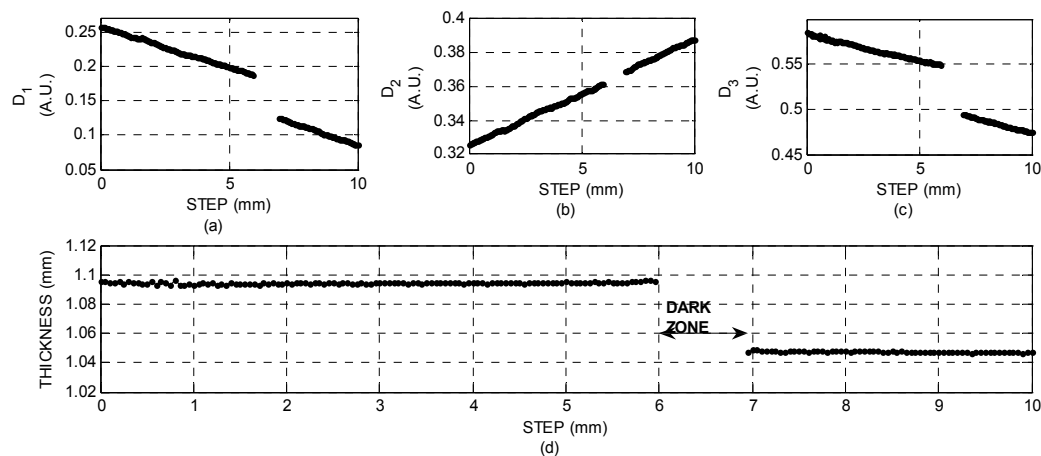 0.25
0.2
0.15
0.1
0.05
D1
(A.U.)
0
5
10
STEP (mm)
(a)
0.4
0.38
0.36
0.34
0.32
D2
(A.U.)
0
5
10
STEP (mm)
(b)
0.55
0.5
0.45
D3
(A.U.)
0
5
10
STEP (mm)
(c)
1.12
1.1
1.08
1.06
1.04
1.02
THICKNESS (mm)
DARK
ZONE
0
1
2
3
4
5
6
7
8
9
10
STEP (mm)
(d)